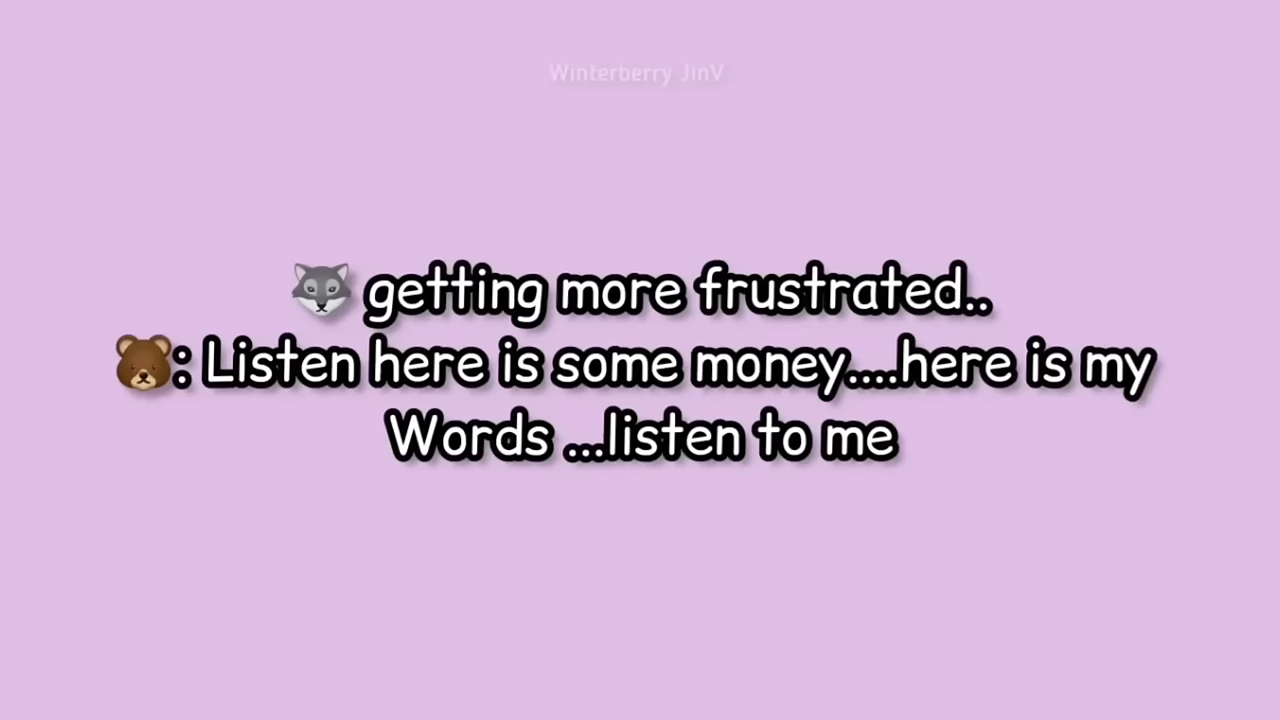 Winterberry JinV
🐺 getting more frustrated..
🐻: Listen here is some money....here is my
Words ...listen to me